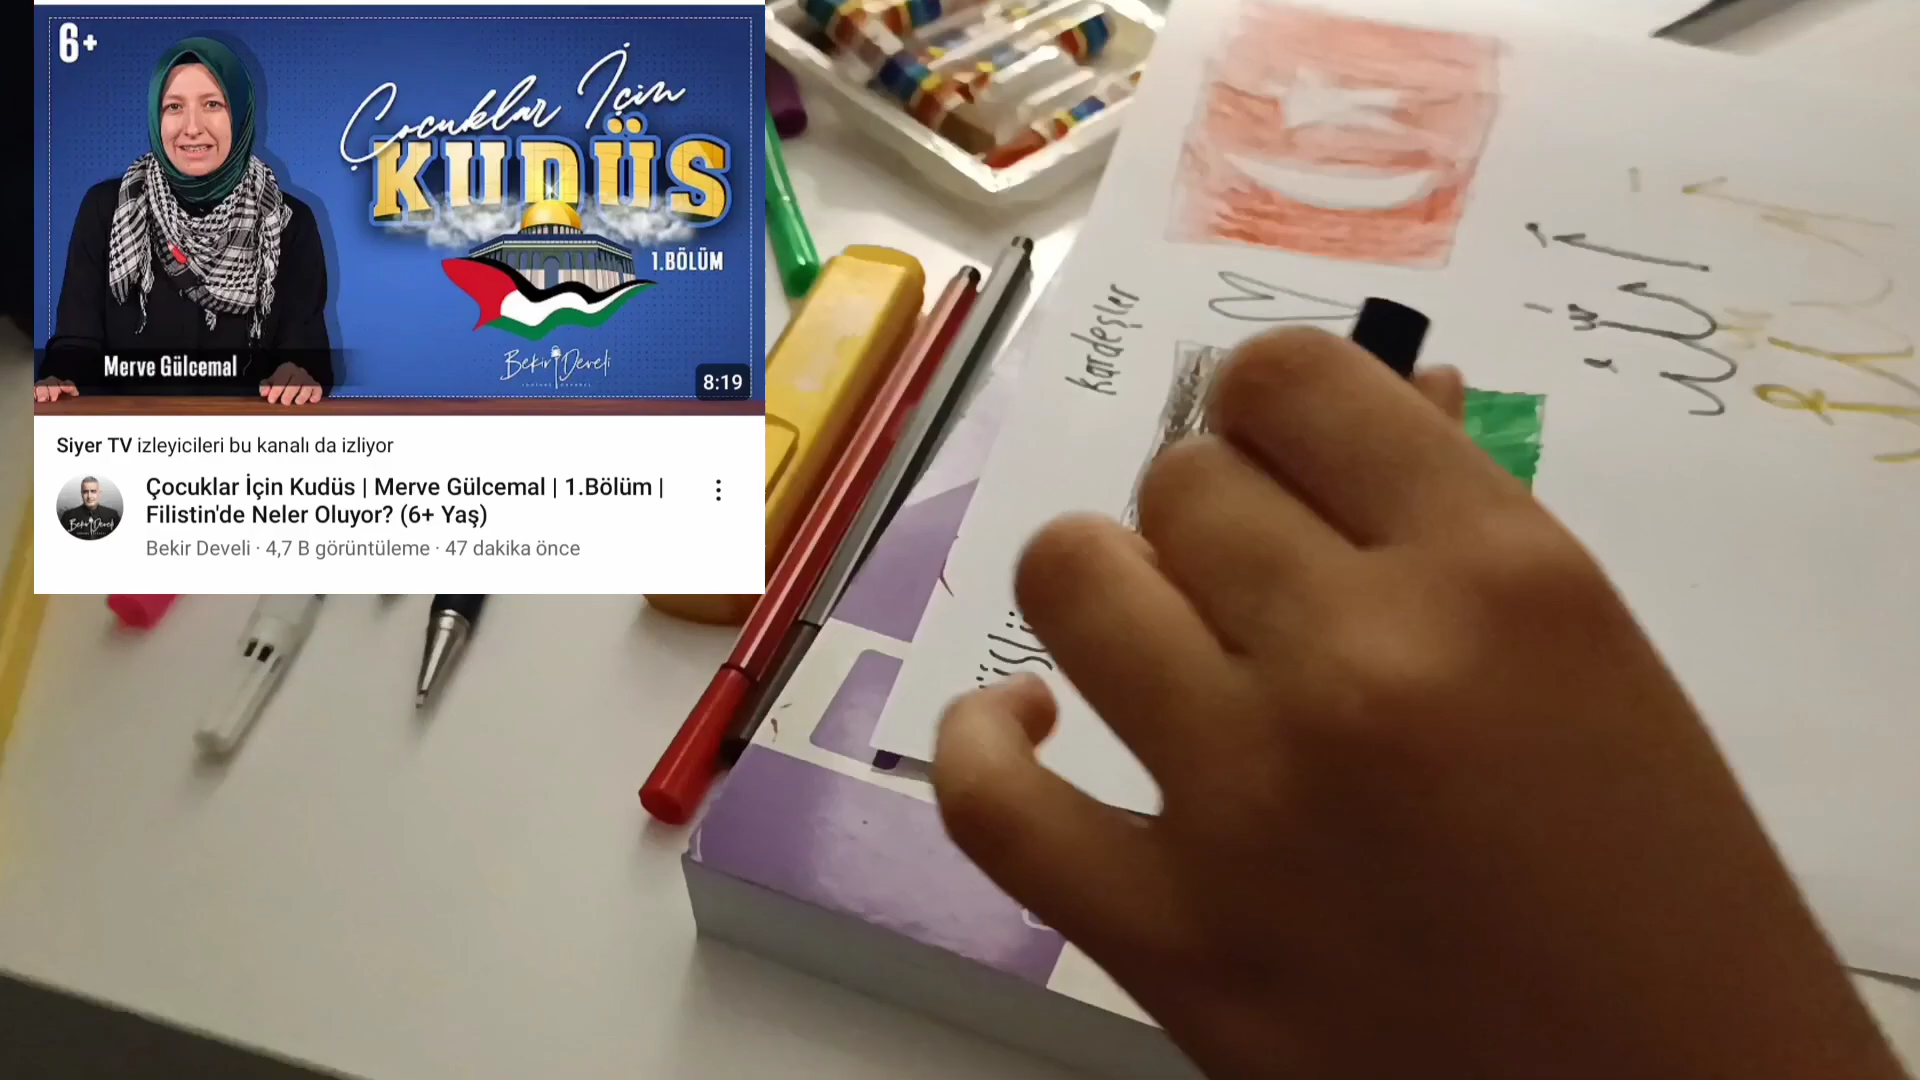 6+
Çocuklar İçin
KUDÜS
1.BÖLÜM
Bekir Develi
Merve Gülcemal
8:19
Siyer TV izleyicileri bu kanalı da izliyor
Çocuklar İçin Kudüs | Merve Gülcemal | 1.Bölüm |
Filistin'de Neler Oluyor? (6+ Yaş)
Bekir Develi · 4,7 B görüntüleme · 47 dakika önce
kardeşler